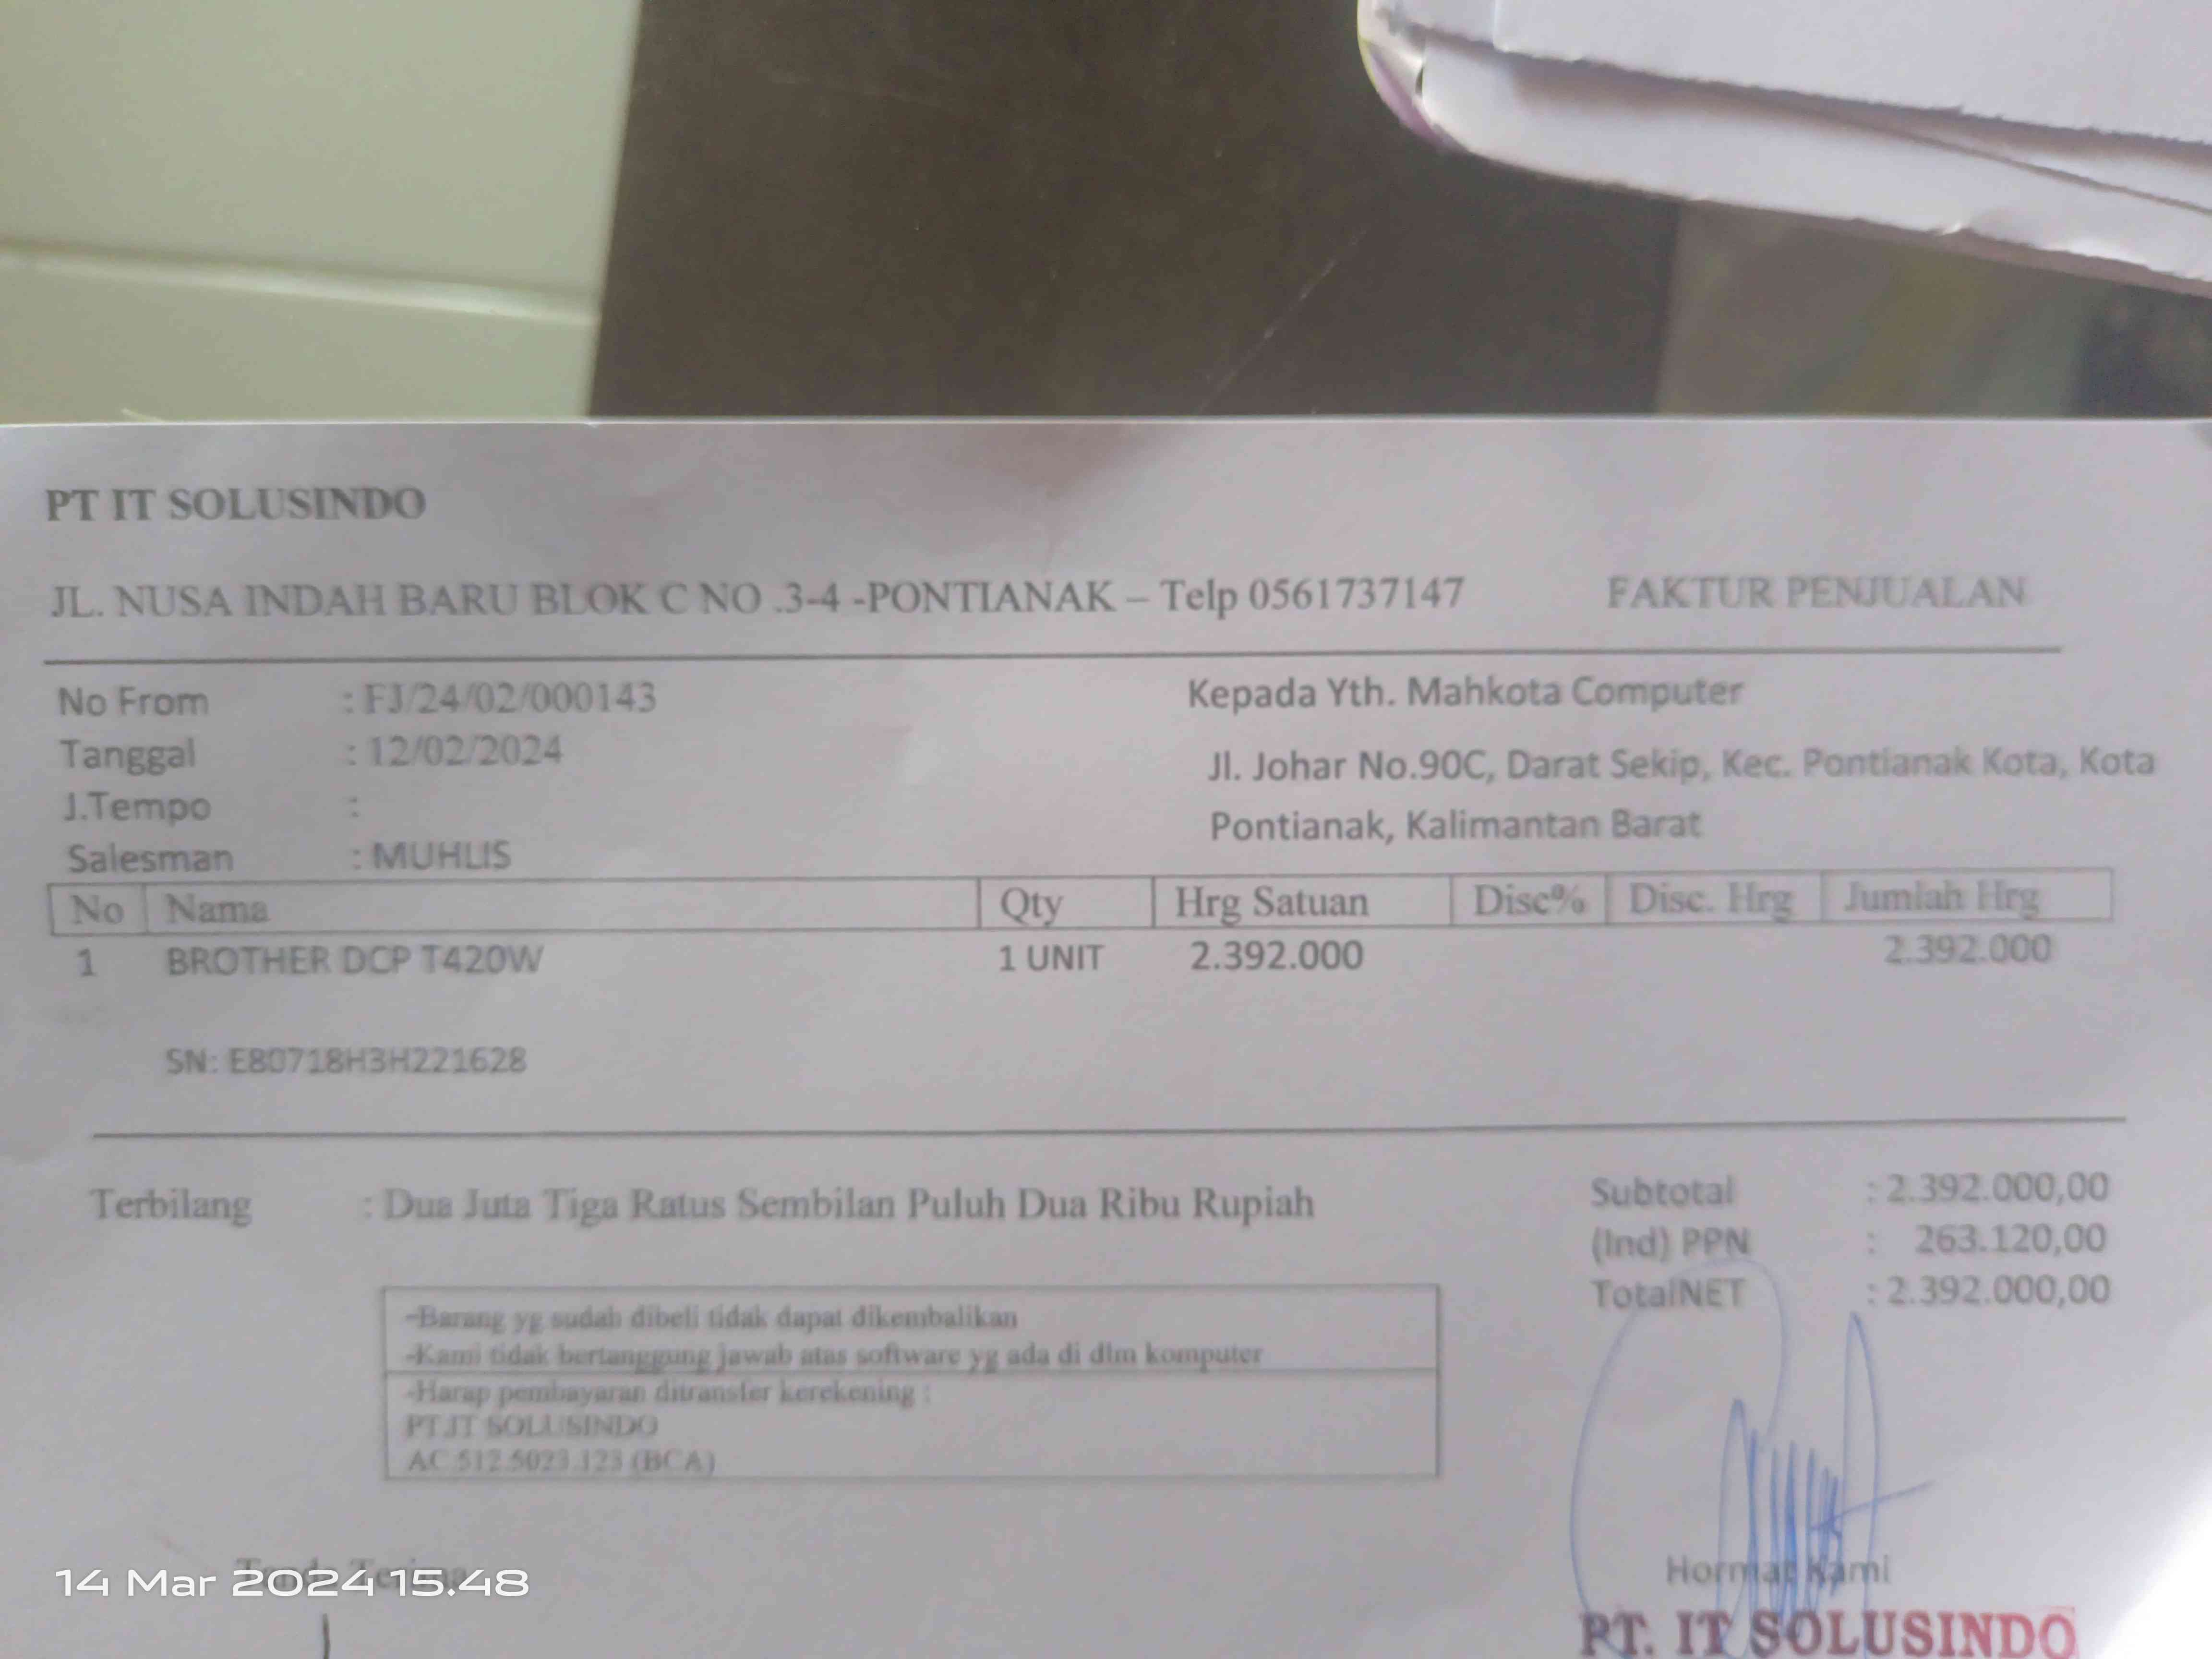 PT IT SOLUSINDO
JL. NUSA INDAH BARU BLOK C NO .3-4 -PONTIANAK – Telp 0561737147 FAKTUR PENJUALAN
No From : FJ/24/02/000143 Kepada Yth. Mahkota Computer
Tanggal : 12/02/2024 Jl. Johar No.90C, Darat Sekip, Kec. Pontianak Kota, Kota
J.Tempo : Pontianak, Kalimantan Barat
Salesman : MUHLIS
No Nama Qty Hrg Satuan Disc% Disc. Hrg Jumlah Hrg
1 BROTHER DCP T420W 1 UNIT 2.392.000 2.392.000
SN: E80718H3H221628
Terbilang : Dua Juta Tiga Ratus Sembilan Puluh Dua Ribu Rupiah Subtotal : 2.392.000,00
(Ind) PPN : 263.120,00
TotalNET : 2.392.000,00
-Barang yg sudah dibeli tidak dapat dikembalikan
-Kami tidak bertanggung jawab atas software yg ada di dlm komputer
-Harap pembayaran ditransfer kerekening :
PT.IT SOLUSINDO
AC.512.5023.123 (BCA)
Tanda Terima Hormat Kami
14 Mar 2024 15.48
PT. IT SOLUSINDO